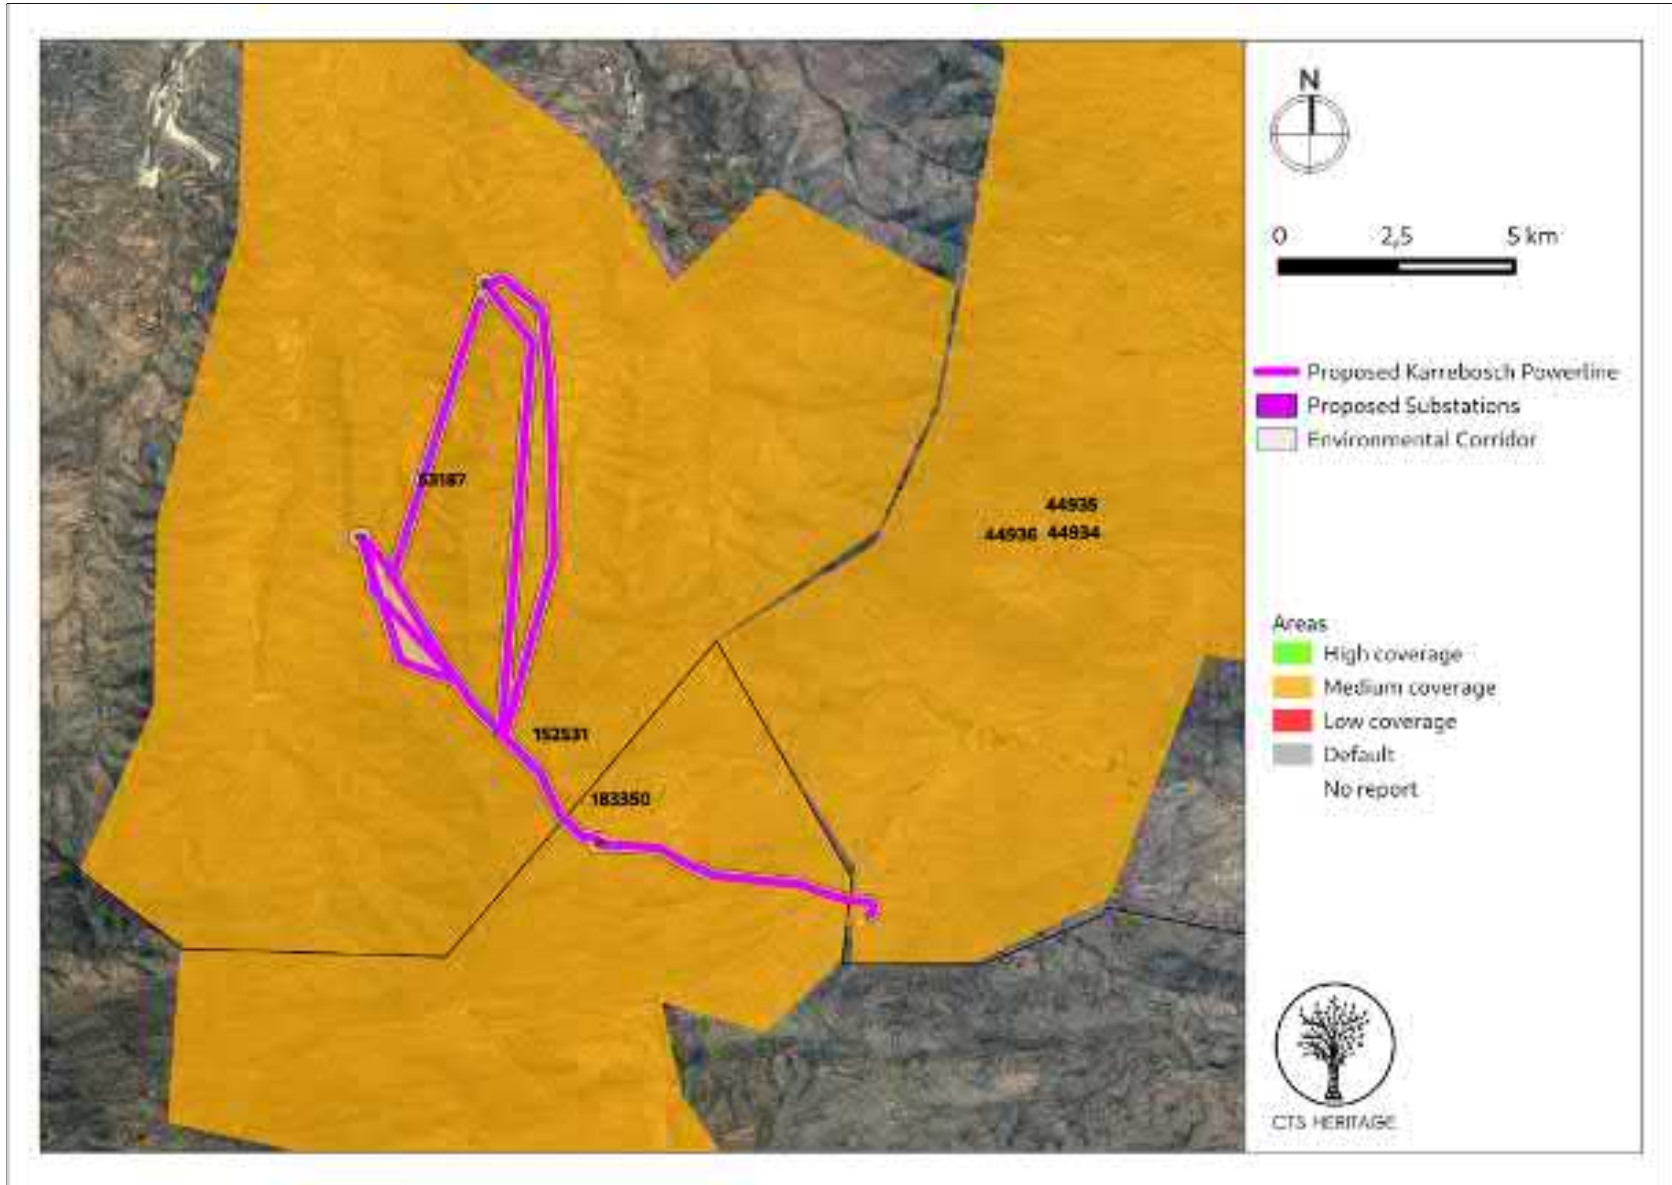 N
0 2,5 5 km
Proposed Karrebosch Powerline
Proposed Substations
Environmental Corridor
53187
44935
44936 44934
152531
183350
Areas
High coverage
Medium coverage
Low coverage
Default
No report
CTS HERITAGE